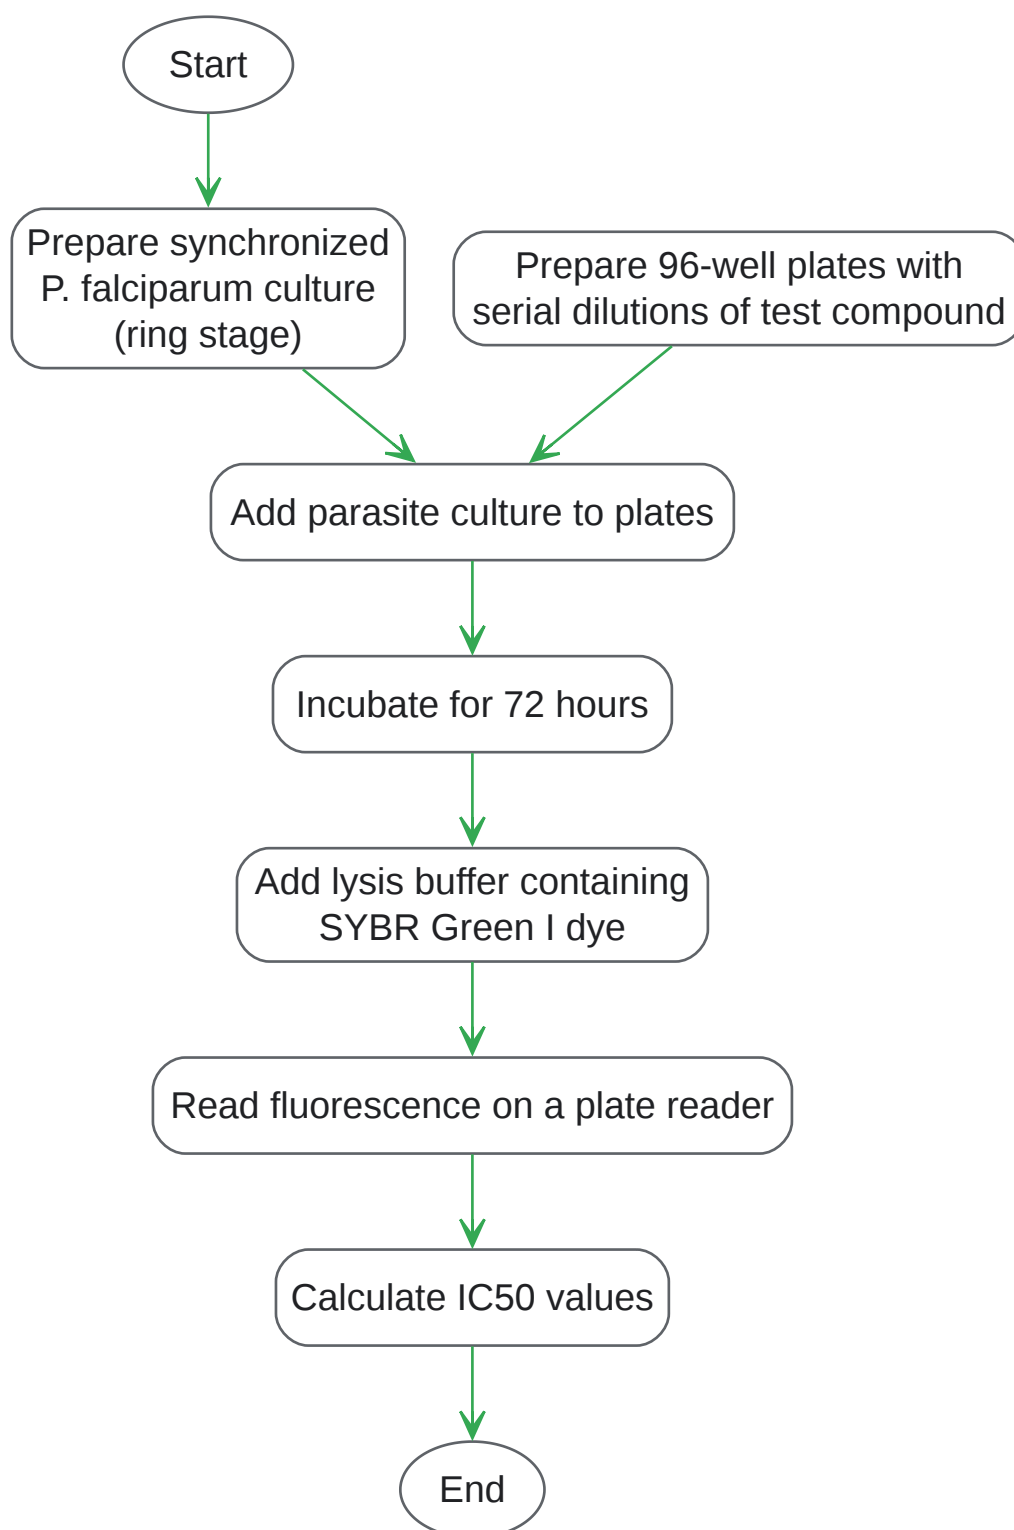 Start
Prepare synchronized
P. falciparum culture
(ring stage)
Prepare 96-well plates with
serial dilutions of test compound
Add parasite culture to plates
Incubate for 72 hours
Add lysis buffer containing
SYBR Green I dye
Read fluorescence on a plate reader
Calculate IC50 values
End